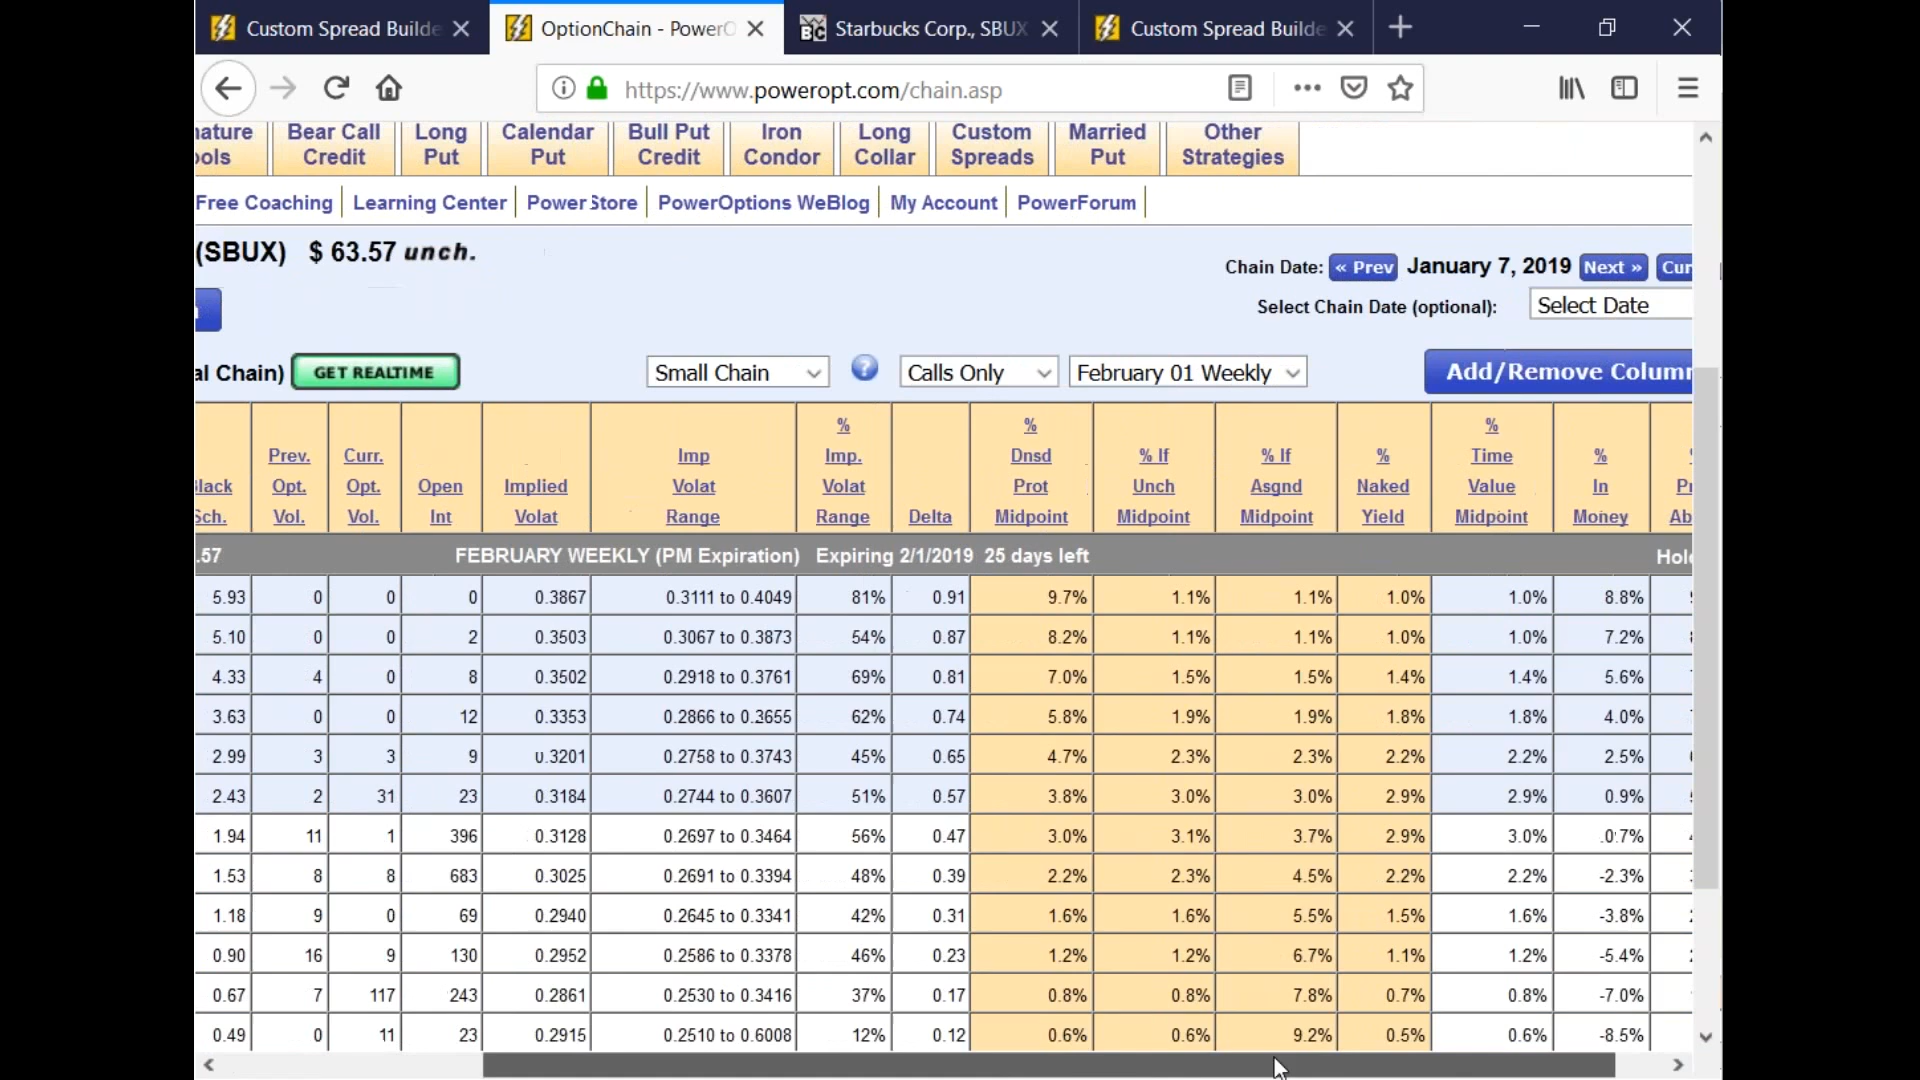 Custom Spread Builde
OptionChain - PowerO
Starbucks Corp., SBUX
Custom Spread Builde
https://www.poweropt.com/chain.asp
nature ools
Bear Call Credit
Long Put
Calendar Put
Bull Put Credit
Iron Condor
Long Collar
Custom Spreads
Married Put
Other Strategies
Free Coaching Learning Center Power Store PowerOptions WeBlog My Account PowerForum
(SBUX) $ 63.57 unch.
Chain Date: « Prev January 7, 2019 Next » Cur
Select Chain Date (optional): Select Date
al Chain) GET REALTIME Small Chain ? Calls Only February 01 Weekly Add/Remove Column
lack Sch.
Prev. Opt. Vol.
Curr. Opt. Vol.
Open Int
Implied Volat
Imp Volat Range
% Imp. Volat Range
Delta
% Dnsd Prot Midpoint
% If Unch Midpoint
% If Asgnd Midpoint
% Naked Yield
% Time Value Midpoint
% In Money
.57 FEBRUARY WEEKLY (PM Expiration) Expiring 2/1/2019 25 days left Hol
5.93 0 0 0 0.3867 0.3111 to 0.4049 81% 0.91 9.7% 1.1% 1.1% 1.0% 1.0% 8.8%
5.10 0 0 2 0.3503 0.3067 to 0.3873 54% 0.87 8.2% 1.1% 1.1% 1.0% 1.0% 7.2%
4.33 4 0 8 0.3502 0.2918 to 0.3761 69% 0.81 7.0% 1.5% 1.5% 1.4% 1.4% 5.6%
3.63 0 0 12 0.3353 0.2866 to 0.3655 62% 0.74 5.8% 1.9% 1.9% 1.8% 1.8% 4.0%
2.99 3 3 9 0.3201 0.2758 to 0.3743 45% 0.65 4.7% 2.3% 2.3% 2.2% 2.2% 2.5%
2.43 2 31 23 0.3184 0.2744 to 0.3607 51% 0.57 3.8% 3.0% 3.0% 2.9% 2.9% 0.9%
1.94 11 1 396 0.3128 0.2697 to 0.3464 56% 0.47 3.0% 3.1% 3.7% 2.9% 3.0% .0.7%
1.53 8 8 683 0.3025 0.2691 to 0.3394 48% 0.39 2.2% 2.3% 4.5% 2.2% 2.2% -2.3%
1.18 9 0 69 0.2940 0.2645 to 0.3341 42% 0.31 1.6% 1.6% 5.5% 1.5% 1.6% -3.8%
0.90 16 9 130 0.2952 0.2586 to 0.3378 46% 0.23 1.2% 1.2% 6.7% 1.1% 1.2% -5.4%
0.67 7 117 243 0.2861 0.2530 to 0.3416 37% 0.17 0.8% 0.8% 7.8% 0.7% 0.8% -7.0%
0.49 0 11 23 0.2915 0.2510 to 0.6008 12% 0.12 0.6% 0.6% 9.2% 0.5% 0.6% -8.5%